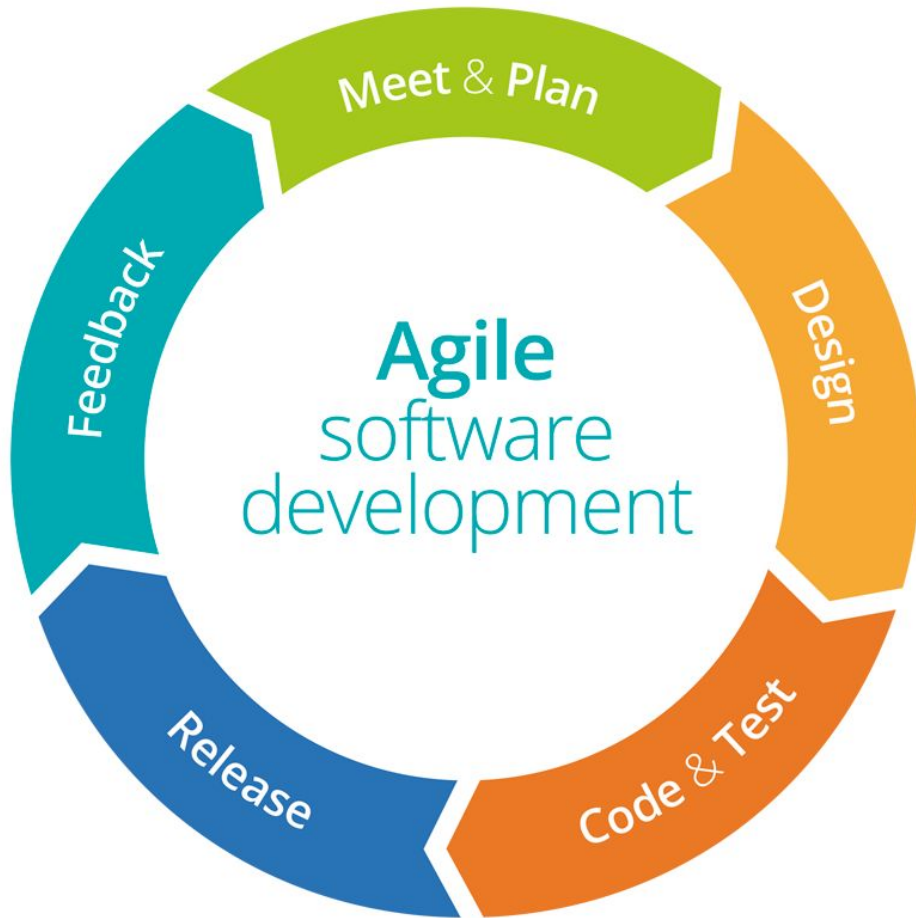 Meet & Plan
Design
Code & Test
Release
Feedback
Agile
software
development